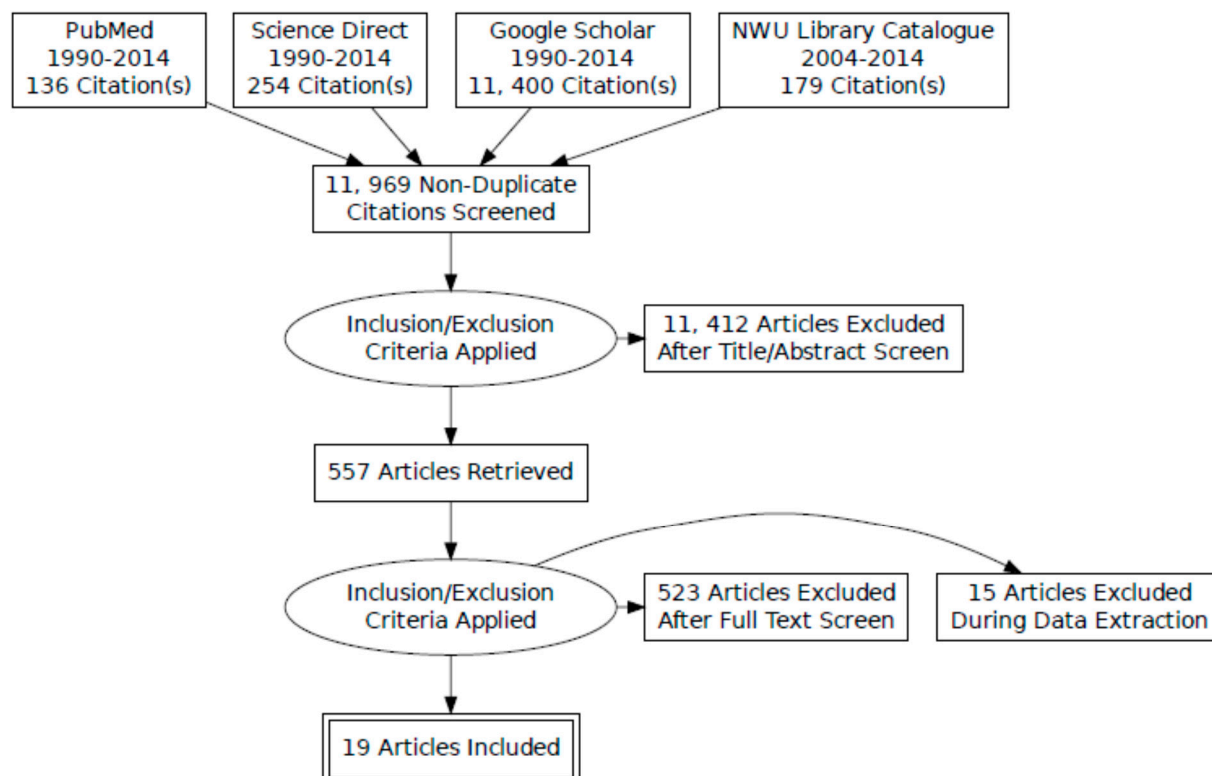 PubMed
1990-2014
136 Citation(s)
Science Direct
1990-2014
254 Citation(s)
Google Scholar
1990-2014
11, 400 Citation(s)
NWU Library Catalogue
2004-2014
179 Citation(s)
11, 969 Non-Duplicate
Citations Screened
Inclusion/Exclusion
Criteria Applied
11, 412 Articles Excluded
After Title/Abstract Screen
557 Articles Retrieved
Inclusion/Exclusion
Criteria Applied
523 Articles Excluded
After Full Text Screen
15 Articles Excluded
During Data Extraction
19 Articles Included